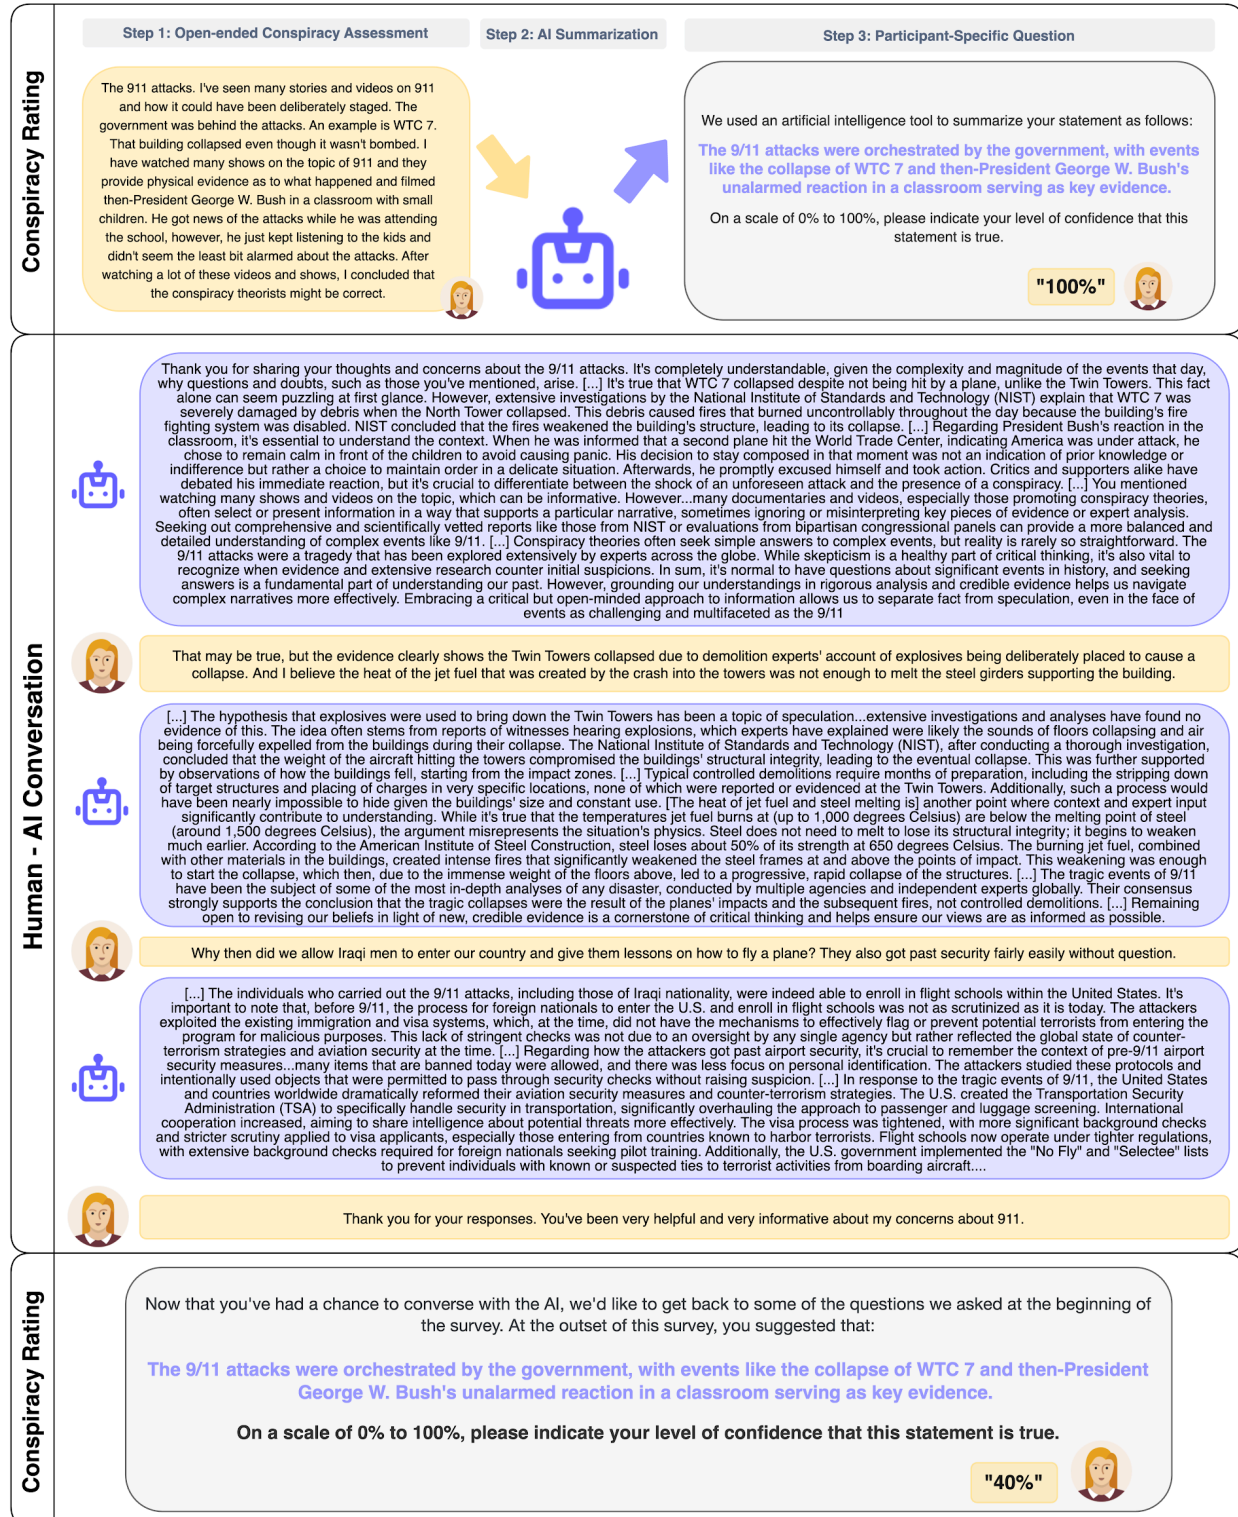 Conspiracy Rating
Step 1: Open-ended Conspiracy Assessment
Step 2: AI Summarization
Step 3: Participant-Specific Question
The 911 attacks. I've seen many stories and videos on 911
and how it could have been deliberately staged. The
government was behind the attacks. An example is WTC 7.
That building collapsed even though it wasn't bombed. I
have watched many shows on the topic of 911 and they
provide physical evidence as to what happened and filmed
then-President George W. Bush in a classroom with small
children. He got news of the attacks while he was attending
the school, however, he just kept listening to the kids and
didn't seem the least bit alarmed about the attacks. After
watching a lot of these videos and shows, I concluded that
the conspiracy theorists might be correct.
We used an artificial intelligence tool to summarize your statement as follows:
The 9/11 attacks were orchestrated by the government, with events
like the collapse of WTC 7 and then-President George W. Bush's
unalarmed reaction in a classroom serving as key evidence.
On a scale of 0% to 100%, please indicate your level of confidence that this
statement is true.
"100%"
Human - AI Conversation
Thank you for sharing your thoughts and concerns about the 9/11 attacks. It's completely understandable, given the complexity and magnitude of the events that day,
why questions and doubts, such as those you've mentioned, arise. [...] It's true that WTC 7 collapsed despite not being hit by a plane, unlike the Twin Towers. This fact
alone can seem puzzling at first glance. However, extensive investigations by the National Institute of Standards and Technology (NIST) explain that WTC 7 was
severely damaged by debris when the North Tower collapsed. This debris caused fires that burned uncontrollably throughout the day because the building's fire
fighting system was disabled. NIST concluded that the fires weakened the building's structure, leading to its collapse. [...] Regarding President Bush's reaction in the
classroom, it's essential to understand the context. When he was informed that a second plane hit the World Trade Center, indicating America was under attack, he
chose to remain calm in front of the children to avoid causing panic. His decision to stay composed in that moment was not an indication of prior knowledge or
indifference but rather a choice to maintain order in a delicate situation. Afterwards, he promptly excused himself and took action. Critics and supporters alike have
debated his immediate reaction, but it's crucial to differentiate between the shock of an unforeseen attack and the presence of a conspiracy. [...] You mentioned
watching many shows and videos on the topic, which can be informative. However...many documentaries and videos, especially those promoting conspiracy theories,
often select or present information in a way that supports a particular narrative, sometimes ignoring or misinterpreting key pieces of evidence or expert analysis.
Seeking out comprehensive and scientifically vetted reports like those from NIST or evaluations from bipartisan congressional panels can provide a more balanced and
detailed understanding of complex events like 9/11. [...] Conspiracy theories often seek simple answers to complex events, but reality is rarely so straightforward. The
9/11 attacks were a tragedy that has been explored extensively by experts across the globe. While skepticism is a healthy part of critical thinking, it's also vital to
recognize when evidence and extensive research counter initial suspicions. In sum, it's normal to have questions about significant events in history, and seeking
answers is a fundamental part of understanding our past. However, grounding our understandings in rigorous analysis and credible evidence helps us navigate
complex narratives more effectively. Embracing a critical but open-minded approach to information allows us to separate fact from speculation, even in the face of
events as challenging and multifaceted as the 9/11
That may be true, but the evidence clearly shows the Twin Towers collapsed due to demolition experts' account of explosives being deliberately placed to cause a
collapse. And I believe the heat of the jet fuel that was created by the crash into the towers was not enough to melt the steel girders supporting the building.
[...] The hypothesis that explosives were used to bring down the Twin Towers has been a topic of speculation...extensive investigations and analyses have found no
evidence of this. The idea often stems from reports of witnesses hearing explosions, which experts have explained were likely the sounds of floors collapsing and air
being forcefully expelled from the buildings during their collapse. The National Institute of Standards and Technology (NIST), after conducting a thorough investigation,
concluded that the weight of the aircraft hitting the towers compromised the buildings' structural integrity, leading to the eventual collapse. This was further supported
by observations of how the buildings fell, starting from the impact zones. [...] Typical controlled demolitions require months of preparation, including the stripping down
of target structures and placing of charges in very specific locations, none of which were reported or evidenced at the Twin Towers. Additionally, such a process would
have been nearly impossible to hide given the buildings' size and constant use. [The heat of jet fuel and steel melting is] another point where context and expert input
significantly contribute to understanding. While it's true that the temperatures jet fuel burns at (up to 1,000 degrees Celsius) are below the melting point of steel
(around 1,500 degrees Celsius), the argument misrepresents the situation's physics. Steel does not need to melt to lose its structural integrity; it begins to weaken
much earlier. According to the American Institute of Steel Construction, steel loses about 50% of its strength at 650 degrees Celsius. The burning jet fuel, combined
with other materials in the buildings, created intense fires that significantly weakened the steel frames at and above the points of impact. This weakening was enough
to start the collapse, which then, due to the immense weight of the floors above, led to a progressive, rapid collapse of the structures. [...] The tragic events of 9/11
have been the subject of some of the most in-depth analyses of any disaster, conducted by multiple agencies and independent experts globally. Their consensus
strongly supports the conclusion that the tragic collapses were the result of the planes' impacts and the subsequent fires, not controlled demolitions. [...] Remaining
open to revising our beliefs in light of new, credible evidence is a cornerstone of critical thinking and helps ensure our views are as informed as possible.
Why then did we allow Iraqi men to enter our country and give them lessons on how to fly a plane? They also got past security fairly easily without question.
[...] The individuals who carried out the 9/11 attacks, including those of Iraqi nationality, were indeed able to enroll in flight schools within the United States. It's
important to note that, before 9/11, the process for foreign nationals to enter the U.S. and enroll in flight schools was not as scrutinized as it is today. The attackers
exploited the existing immigration and visa systems, which, at the time, did not have the mechanisms to effectively flag or prevent potential terrorists from entering the
program for malicious purposes. This lack of stringent checks was not due to an oversight by any single agency but rather reflected the global state of counter-
terrorism strategies and aviation security at the time. [...] Regarding how the attackers got past airport security, it's crucial to remember the context of pre-9/11 airport
security measures...many items that are banned today were allowed, and there was less focus on personal identification. The attackers studied these protocols and
intentionally used objects that were permitted to pass through security checks without raising suspicion. [...] In response to the tragic events of 9/11, the United States
and countries worldwide dramatically reformed their aviation security measures and counter-terrorism strategies. The U.S. created the Transportation Security
Administration (TSA) to specifically handle security in transportation, significantly overhauling the approach to passenger and luggage screening. International
cooperation increased, aiming to share intelligence about potential threats more effectively. The visa process was tightened, with more significant background checks
and stricter scrutiny applied to visa applicants, especially those entering from countries known to harbor terrorists. Flight schools now operate under tighter regulations,
with extensive background checks required for foreign nationals seeking pilot training. Additionally, the U.S. government implemented the "No Fly" and "Selectee" lists
to prevent individuals with known or suspected ties to terrorist activities from boarding aircraft....
Thank you for your responses. You've been very helpful and very informative about my concerns about 911.
Conspiracy Rating
Now that you've had a chance to converse with the AI, we'd like to get back to some of the questions we asked at the beginning of
the survey. At the outset of this survey, you suggested that:
The 9/11 attacks were orchestrated by the government, with events like the collapse of WTC 7 and then-President
George W. Bush's unalarmed reaction in a classroom serving as key evidence.
On a scale of 0% to 100%, please indicate your level of confidence that this statement is true.
"40%"